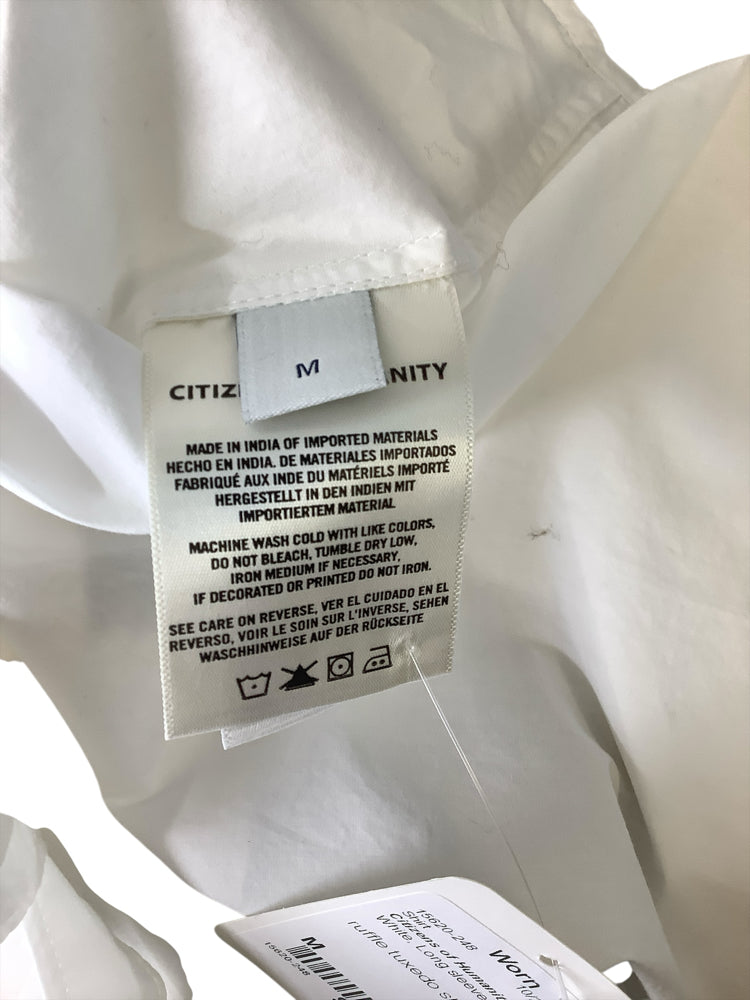 M
CITIZ NITY
MADE IN INDIA OF IMPORTED MATERIALS
HECHO EN INDIA. DE MATERIALES IMPORTADOS
FABRIQUÉ AUX INDE DU MATÉRIELS IMPORTÉ
HERGESTELLT IN DEN INDIEN MIT
IMPORTIERTEM MATERIAL
MACHINE WASH COLD WITH LIKE COLORS,
DO NOT BLEACH, TUMBLE DRY LOW,
IRON MEDIUM IF NECESSARY,
IF DECORATED OR PRINTED DO NOT IRON.
SEE CARE ON REVERSE, VER EL CUIDADO EN EL
REVERSO, VOIR LE SOIN SUR L'INVERSE, SEHEN
WASCHHINWEISE AUF DER RÜCKSEITE
Worn
10/
15620-248
Shirt
Citizens of Humanit
White. Long sleeve
ruffle tuxedo s
M
15620-248